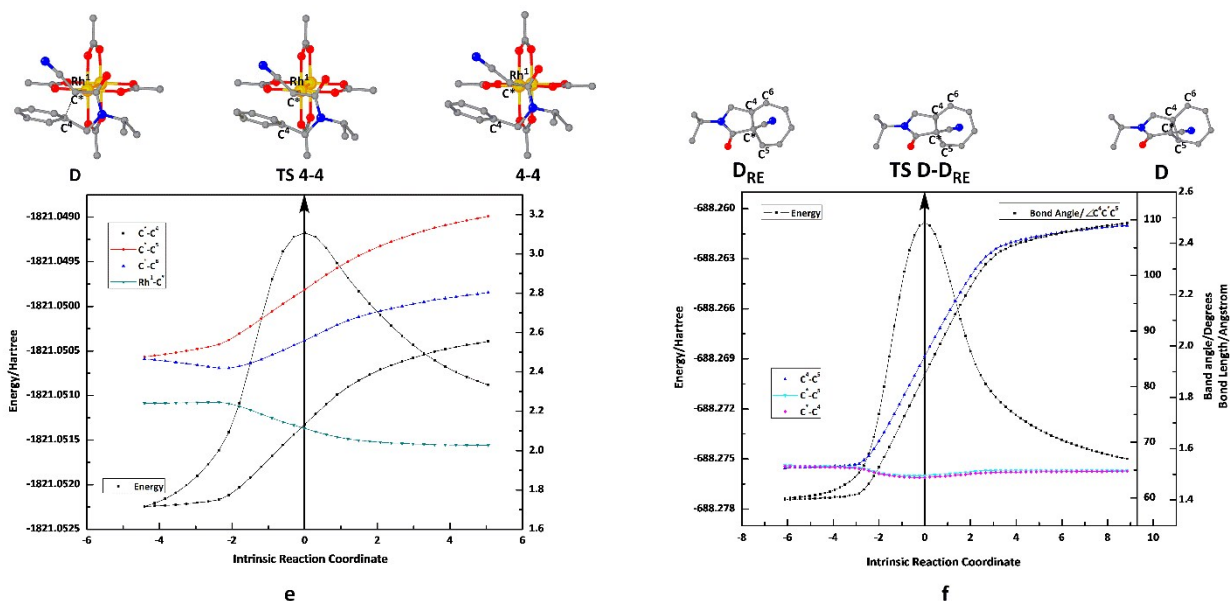 Rh¹
C*
C⁴
D
Rh¹
C*
C⁴
TS 4-4
Rh¹
C*
4-4
C⁶
C⁴
C*
C⁵
D_RE
C⁶
C⁴
C*
C⁵
TS D-D_RE
C⁶
C⁴
C*
C⁵
D
-1821.0490
-1821.0495
-1821.0500
-1821.0505
-1821.0510
-1821.0515
-1821.0520
-1821.0525
Energy/Hartree
C*-C⁴
C*-C⁵
C*-C⁶
Rh¹-C*
Energy
3.2
3.0
2.8
2.6
2.4
2.2
2.0
1.8
1.6
-6
-4
-2
0
2
4
6
Intrinsic Reaction Coordinate
e
-688.260
-688.263
-688.266
-688.269
-688.272
-688.275
-688.278
Energy/Hartree
Energy
Bond Angle/∠C⁴C*C⁵
C⁴-C⁵
C*-C⁵
C*-C⁴
110
100
90
80
70
60
2.6
2.4
2.2
2.0
1.8
1.6
1.4
Band angle/Degrees
Bond Length/Angstrom
-8
-6
-4
-2
0
2
4
6
8
10
Intrinsic Reaction Coordinate
f